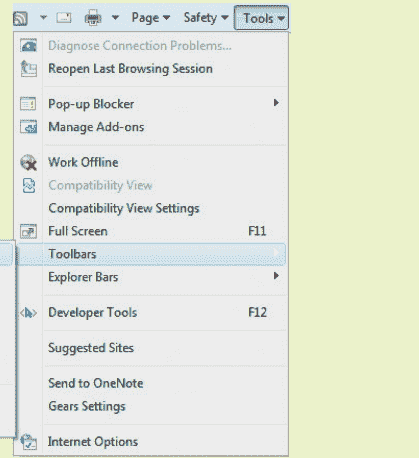 Page Safety Tools
Diagnose Connection Problems...
Reopen Last Browsing Session
Pop-up Blocker
Manage Add-ons
Work Offline
Compatibility View
Compatibility View Settings
Full Screen F11
Toolbars
Explorer Bars
Developer Tools F12
Suggested Sites
Send to OneNote
Gears Settings
Internet Options